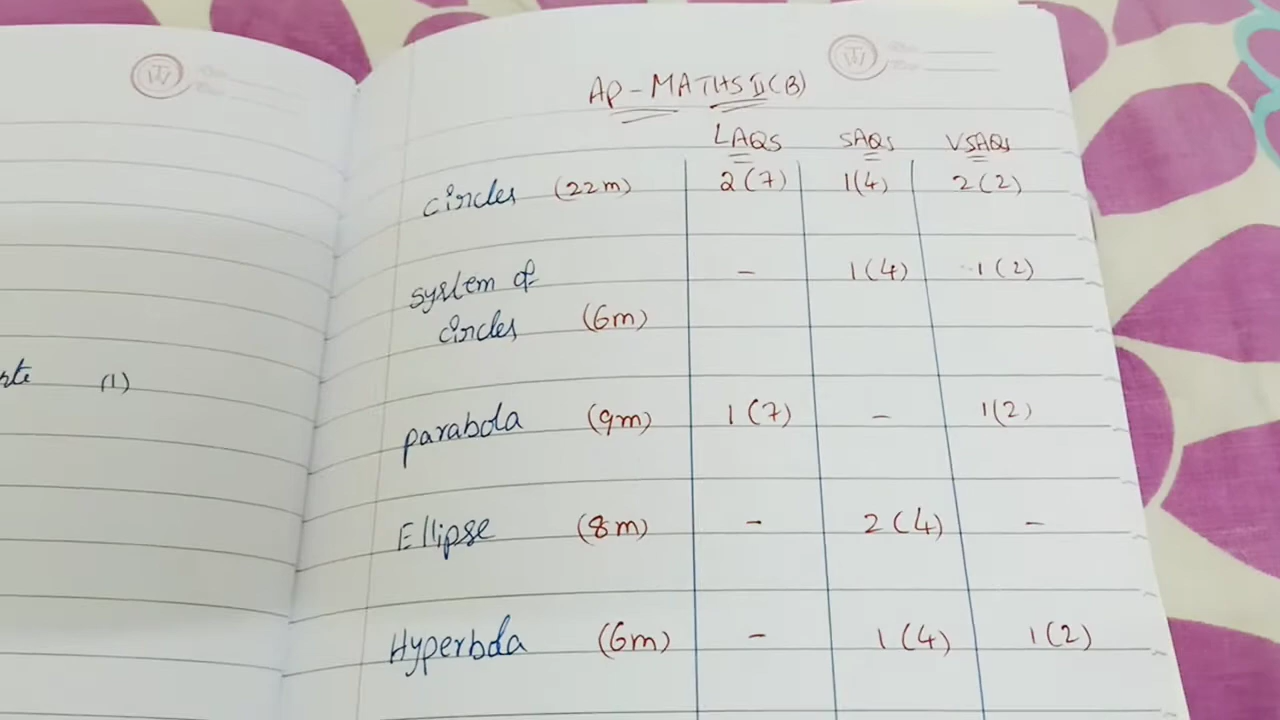 AP - MATHS II(B)
LAQS SAQS VSAQS
circles (22m) 2(7) 1(4) 2(2)
system of - 1(4) 1(2)
circles (6m)
parabola (9m) 1(7) - 1(2)
Ellipse (8m) - 2(4) -
Hyperbola (6m) - 1(4) 1(2)
(1)